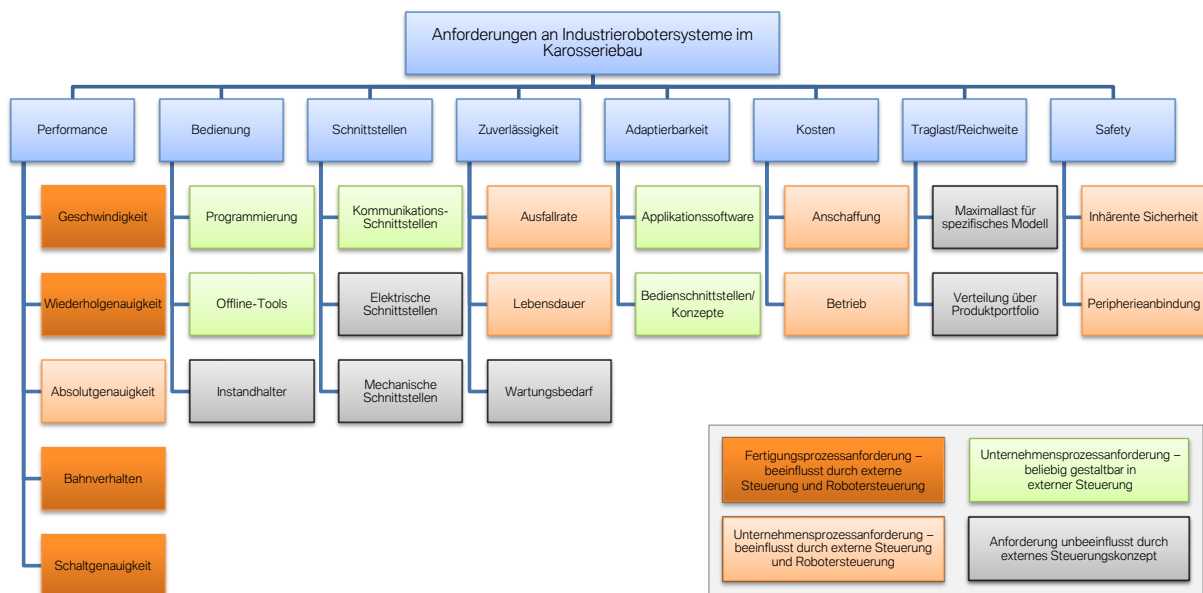 Anforderungen an Industrierobotersysteme im
Karosseriebau
Performance
Bedienung
Schnittstellen
Zuverlässigkeit
Adaptierbarkeit
Kosten
Traglast/Reichweite
Safety
Geschwindigkeit
Programmierung
Kommunikations-
Schnittstellen
Ausfallrate
Applikationssoftware
Anschaffung
Maximallast für
spezifisches Modell
Inhärente Sicherheit
Wiederholgenauigkeit
Offline-Tools
Elektrische
Schnittstellen
Lebensdauer
Bedienschnittstellen/
Konzepte
Betrieb
Verteilung über
Produktportfolio
Peripherieanbindung
Absolutgenauigkeit
Instandhalter
Mechanische
Schnittstellen
Wartungsbedarf
Bahnverhalten
Schaltgenauigkeit
Fertigungsprozessanforderung –
beeinflusst durch externe
Steuerung und Robotersteuerung
Unternehmensprozessanforderung –
beliebig gestaltbar in
externer Steuerung
Unternehmensprozessanforderung –
beeinflusst durch externe Steuerung
und Robotersteuerung
Anforderung unbeeinflusst durch
externes Steuerungskonzept